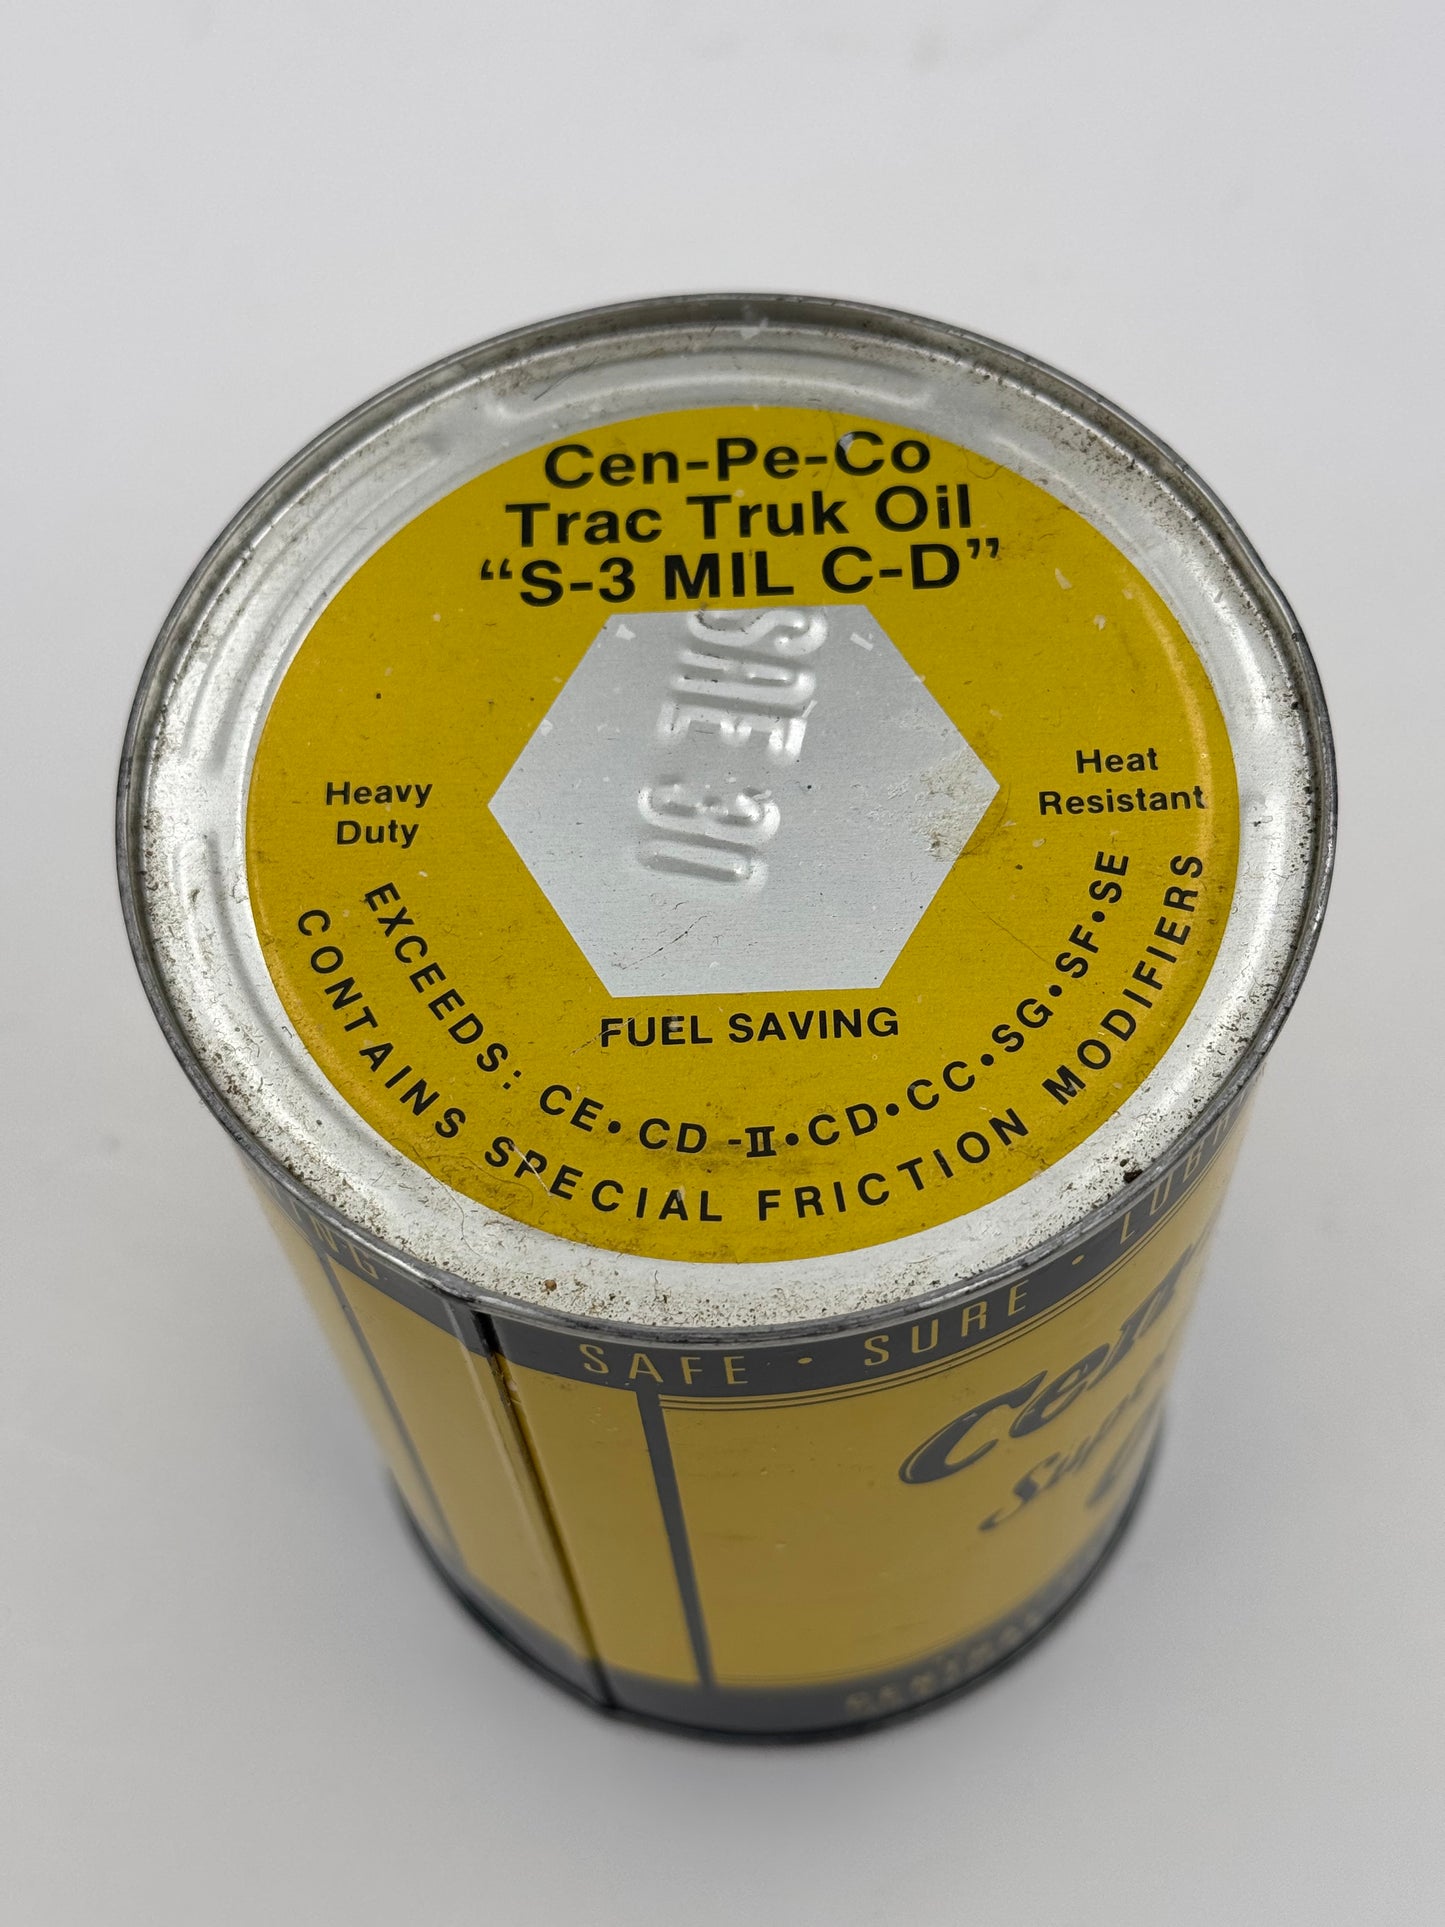 Cen-Pe-Co
Trac Truk Oil
“S-3 MIL C-D”
SAE 30
Heavy
Duty
Heat
Resistant
FUEL SAVING
EXCEEDS: CE•CD-II•CD•CC•SG•SF•SE
CONTAINS SPECIAL FRICTION MODIFIERS
SAFE • SURE •
Cen